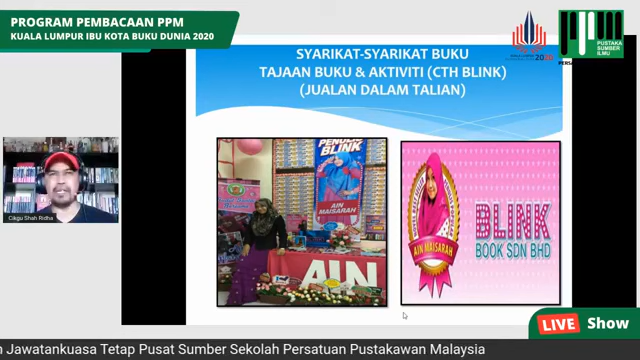 PROGRAM PEMBACAAN PPM
KUALA LUMPUR IBU KOTA BUKU DUNIA 2020
2020
PUSTAKA
SUMBER
ILMU
SYARIKAT-SYARIKAT BUKU
TAJAAN BUKU & AKTIVITI (CTH BLINK)
(JUALAN DALAM TALIAN)
BLINK
AIN
MAISARAH
AIN
AIN MAISARAH
BLINK
BOOK SDN BHD
Cikgu Shah Ridha
LIVE Show
n Jawatankuasa Tetap Pusat Sumber Sekolah Persatuan Pustakawan Malaysia